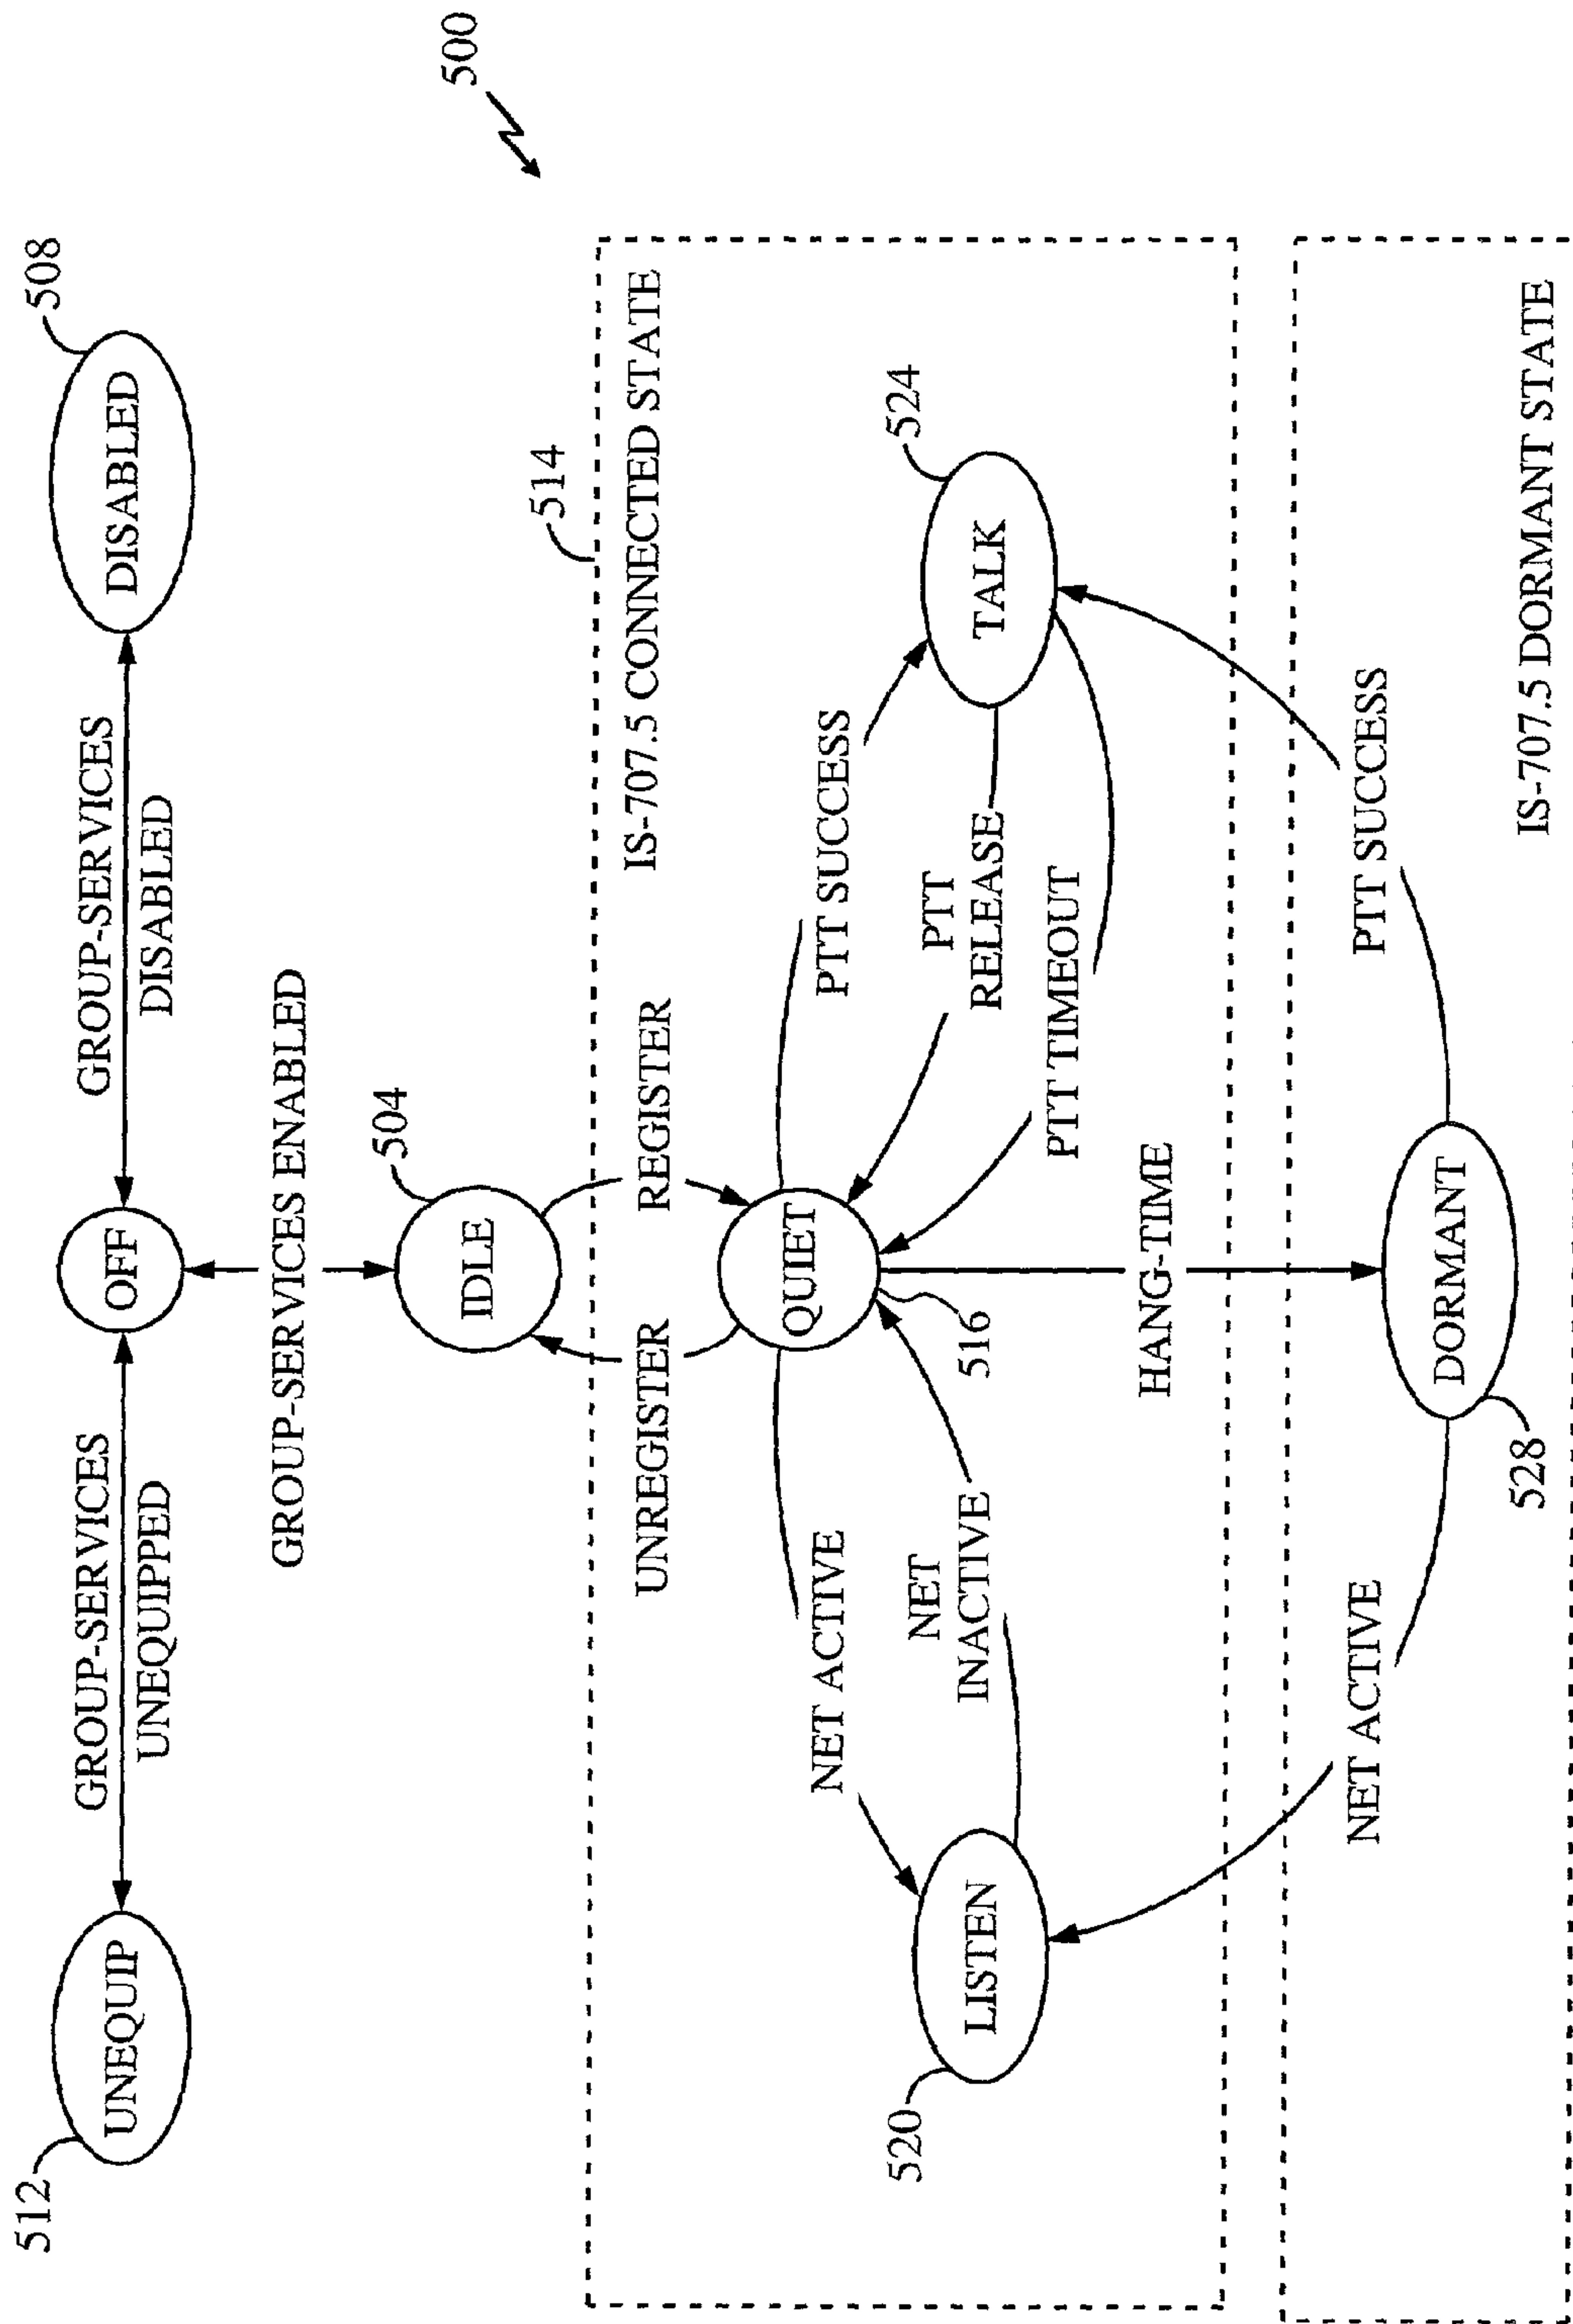 500
512
508
UNEQUIP
GROUP-SERVICES
UNEQUIPPED
OFF
GROUP-SERVICES
DISABLED
DISABLED
GROUP-SERVICES ENABLED
504
IDLE
514
UNREGISTER
REGISTER
IS-707.5 CONNECTED STATE
QUIET
516
NET ACTIVE
PTT SUCCESS
NET
INACTIVE
PTT
RELEASE
PTT TIMEOUT
520
LISTEN
524
TALK
HANG-TIME
NET ACTIVE
PTT SUCCESS
DORMANT
528
IS-707.5 DORMANT STATE